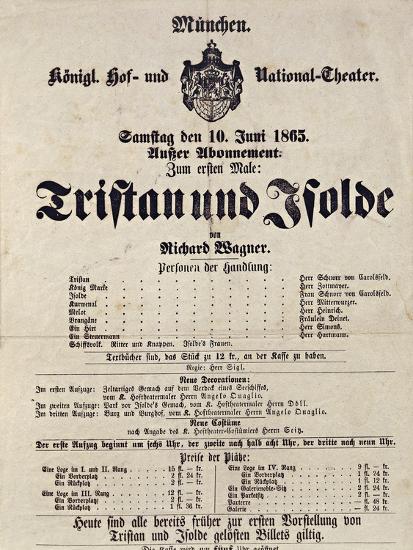 München.
Königl. Hof- und National-Theater.
Samstag den 10. Juni 1865.
Außer Abonnement.
Zum ersten Male:
Tristan und Isolde
von
Richard Wagner.
Personen der Handlung:
Tristan . . . . . Herr Schnorr von Carolsfeld.
König Marke . . . . . Herr Zottmayer.
Isolde . . . . . Frau Schnorr von Carolsfeld.
Kurwenal . . . . . Herr Mitterwurzer.
Melot . . . . . Herr Heinrich.
Brangäne . . . . . Fräulein Deinet.
Ein Hirt . . . . . Herr Simons.
Ein Steuermann . . . . . Herr Hartmann.
Schiffsvolk. Ritter und Knappen. Isolde's Frauen.
Textbücher sind, das Stück zu 12 kr., an der Kasse zu haben.
Regie: Herr Sigl.
Neue Decorationen:
Im ersten Aufzuge: Zeltartiges Gemach auf dem Verdeck eines Seeschiffes,
vom K. Hoftheatermaler Herrn Angelo Quaglio.
Im zweiten Aufzuge: Park vor Isolde's Gemach, vom K. Hoftheatermaler Herrn Döll.
Im dritten Aufzuge: Burg und Burghof, vom K. Hoftheatermaler Herrn Angelo Quaglio.
Neue Costüme
nach Angabe des K. Hoftheater-Costümiers Herrn Seitz.
Der erste Aufzug beginnt um sechs Uhr, der zweite nach halb acht Uhr, der dritte nach neun Uhr.
Preise der Plätze:
Eine Loge im I. und II. Rang . 15 fl. — kr.
Ein Vorderplatz . 2 fl. 24 kr.
Ein Rückplatz . 2 fl. — kr.
Eine Loge im III. Rang . 12 fl. — kr.
Ein Vorderplatz . 2 fl. — kr.
Ein Rückplatz . 1 fl. 36 kr.
Eine Loge im IV. Rang . 9 fl. — kr.
Ein Vorderplatz . 1 fl. 24 kr.
Ein Rückplatz . 1 fl. 12 kr.
Ein Galerienoble-Sitz . 2 fl. 24 kr.
Ein Parketsitz . 2 fl. — kr.
Parterre . — fl. 48 kr.
Galerie . — fl. 24 kr.
Heute sind alle bereits früher zur ersten Vorstellung von
Tristan und Isolde gelösten Billets giltig.
Die Kasse wird um fünf Uhr geöffnet.